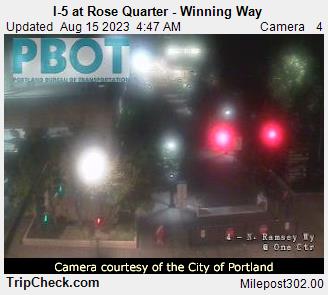 I-5 at Rose Quarter - Winning Way
Updated Aug 15 2023 4:47 AM Camera 4
PBOT
PORTLAND BUREAU OF TRANSPORTATION
4 - N. Ramsey Wy
@ One Ctr
Camera courtesy of the City of Portland
TripCheck.com Milepost302.00